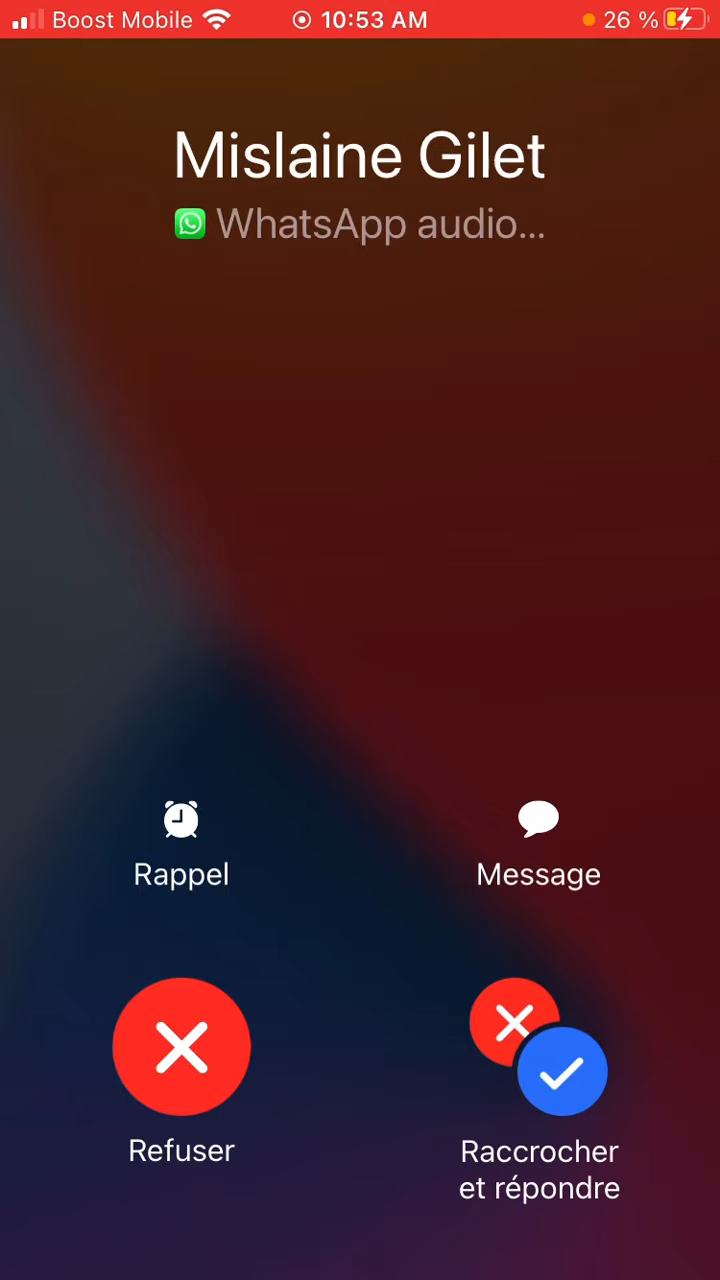 Boost Mobile 10:53 AM 26 %
Mislaine Gilet
WhatsApp audio...
Rappel Message
Refuser Raccrocher
et répondre